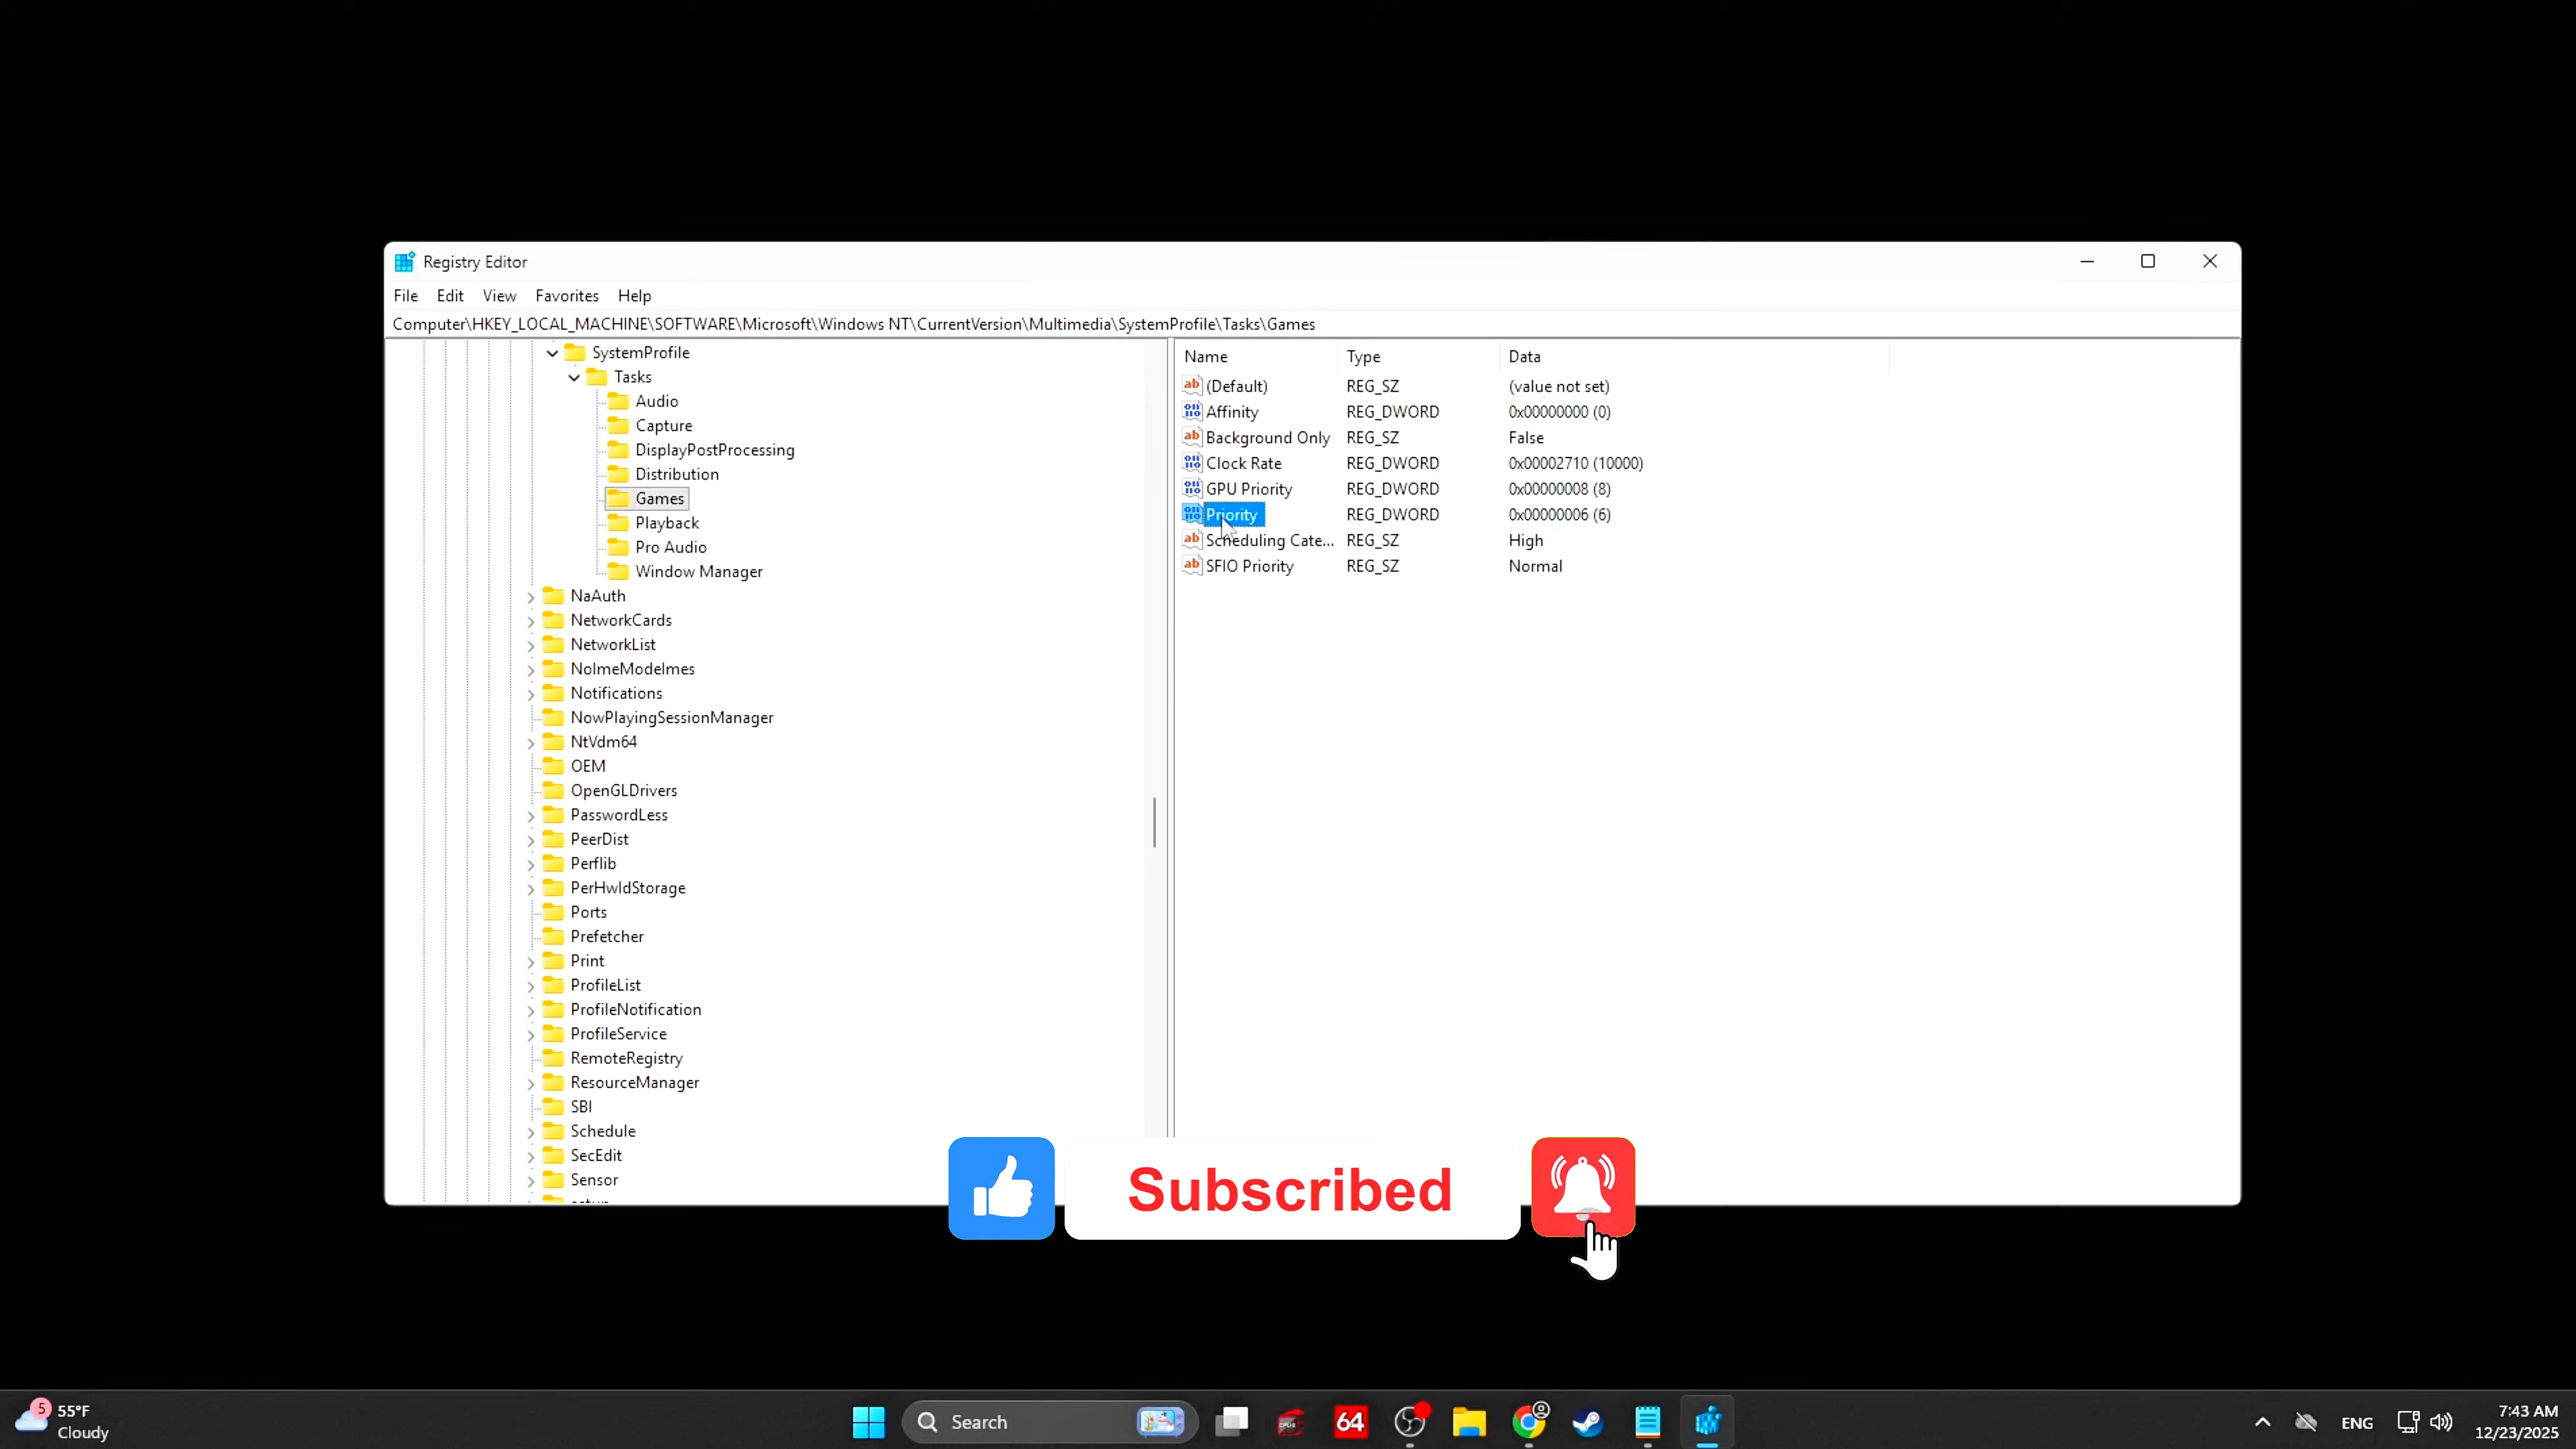 Registry Editor
File Edit View Favorites Help
Computer\HKEY_LOCAL_MACHINE\SOFTWARE\Microsoft\Windows NT\CurrentVersion\Multimedia\SystemProfile\Tasks\Games
SystemProfile
Tasks
Audio
Capture
DisplayPostProcessing
Distribution
Games
Playback
Pro Audio
Window Manager
NaAuth
NetworkCards
NetworkList
NoImeModeImes
Notifications
NowPlayingSessionManager
NtVdm64
OEM
OpenGLDrivers
PasswordLess
PeerDist
Perflib
PerHwIdStorage
Ports
Prefetcher
Print
ProfileList
ProfileNotification
ProfileService
RemoteRegistry
ResourceManager
SBI
Schedule
SecEdit
Sensor
Name Type Data
(Default) REG_SZ (value not set)
Affinity REG_DWORD 0x00000000 (0)
Background Only REG_SZ False
Clock Rate REG_DWORD 0x00002710 (10000)
GPU Priority REG_DWORD 0x00000008 (8)
Priority REG_DWORD 0x00000006 (6)
Scheduling Cate... REG_SZ High
SFIO Priority REG_SZ Normal
Subscribed
5
55°F
Cloudy
Search
64
ENG
7:43 AM
12/23/2025